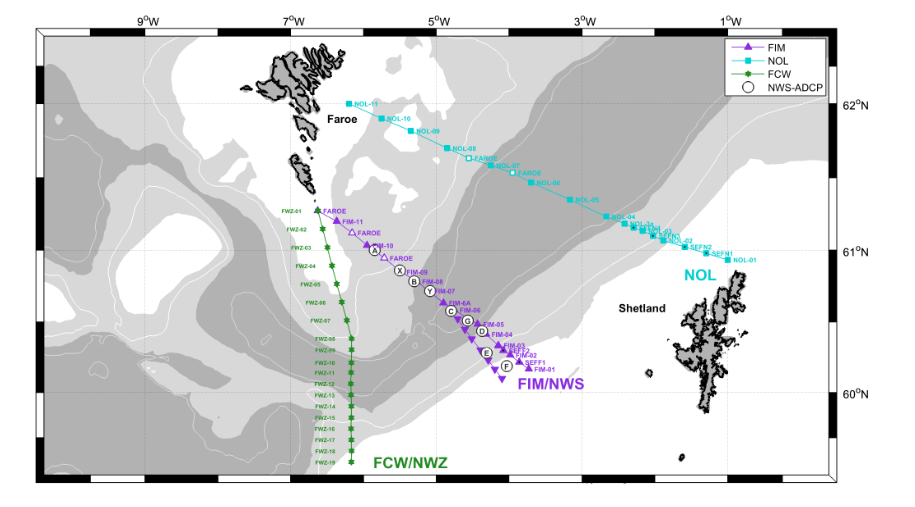 9°W
7°W
5°W
3°W
1°W
FIM
NOL
FCW
NWS-ADCP
62°N
61°N
60°N
Faroe
Shetland
NOL
FIM/NWS
FCW/NWZ
NOL-11
NOL-10
NOL-09
NOL-08
FAROE
NOL-07
FAROE
NOL-06
NOL-05
NOL-04
NOL-03
NOL-02
SEFN3
SEFN2
SEFN1
NOL-01
FAROE
FIM-11
FAROE
FIM-10
A
FAROE
X
FIM-09
B
FIM-08
Y
FIM-07
FIM-6A
C
FIM-06
G
FIM-05
D
FIM-04
FIM-03
SEFF2
E
FIM-02
SEFF1
F
FIM-01
FWZ-01
FWZ-02
FWZ-03
FWZ-04
FWZ-05
FWZ-06
FWZ-07
FWZ-08
FWZ-09
FWZ-10
FWZ-11
FWZ-12
FWZ-13
FWZ-14
FWZ-15
FWZ-16
FWZ-17
FWZ-18
FWZ-19